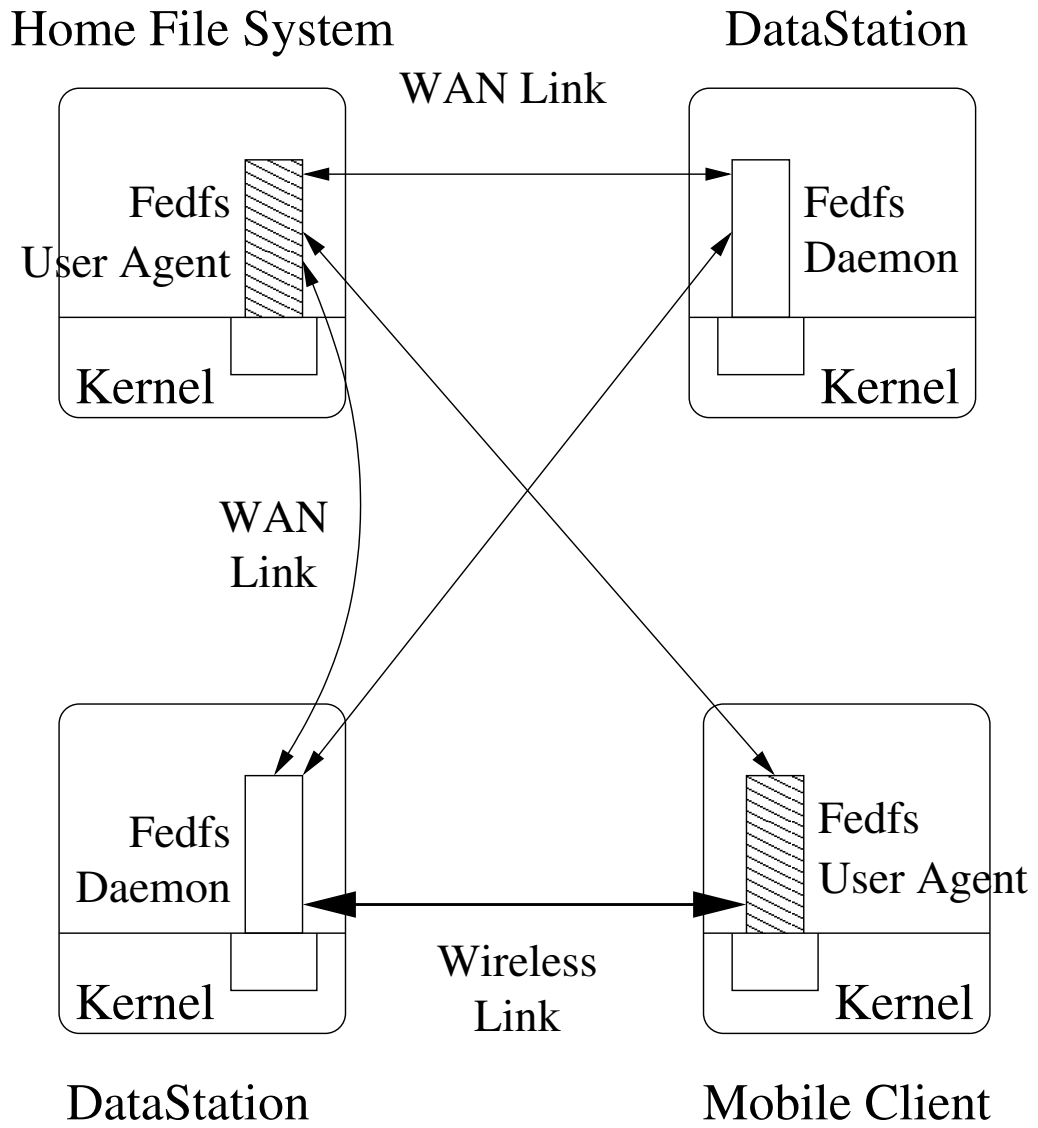 Home File System
DataStation
WAN Link
Fedfs
User Agent
Fedfs
Daemon
Kernel
Kernel
WAN
Link
Fedfs
Daemon
Fedfs
User Agent
Wireless
Link
Kernel
Kernel
DataStation
Mobile Client